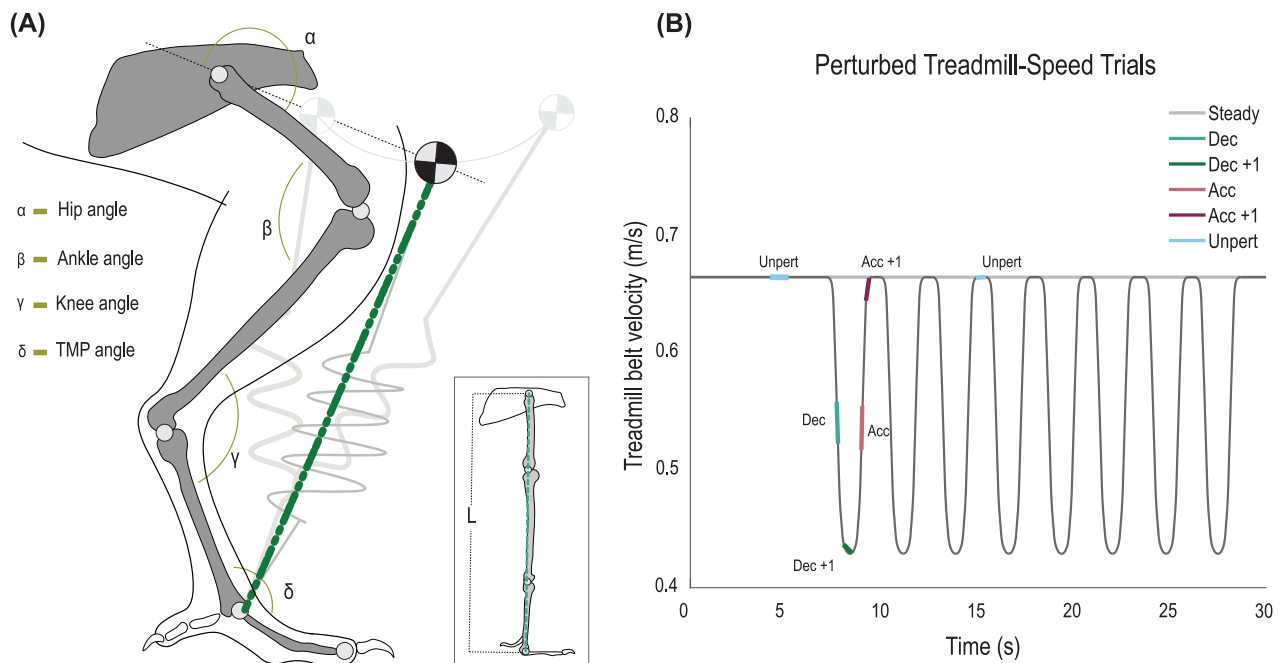 (A)
α
β
γ
δ
α Hip angle
β Ankle angle
γ Knee angle
δ TMP angle
L
(B)
Perturbed Treadmill-Speed Trials
Treadmill belt velocity (m/s)
0.8
0.7
0.6
0.5
0.4
Steady
Dec
Dec +1
Acc
Acc +1
Unpert
Unpert
Acc +1
Unpert
Dec
Acc
Dec +1
0 5 10 15 20 25 30
Time (s)